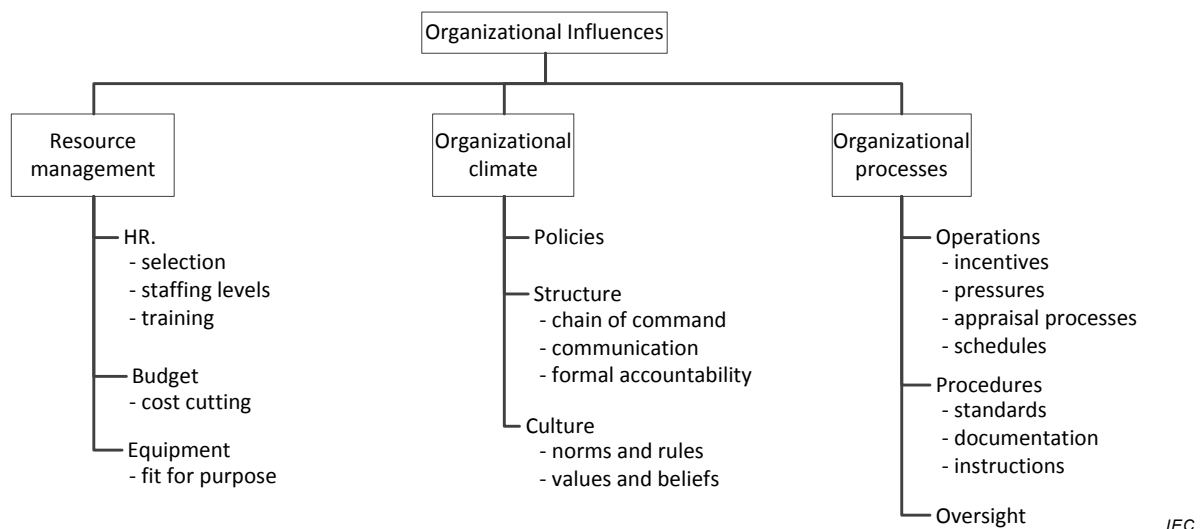 Organizational Influences
Resource
management
Organizational
climate
Organizational
processes
HR.
- selection
- staffing levels
- training
Budget
- cost cutting
Equipment
- fit for purpose
Policies
Structure
- chain of command
- communication
- formal accountability
Culture
- norms and rules
- values and beliefs
Operations
- incentives
- pressures
- appraisal processes
- schedules
Procedures
- standards
- documentation
- instructions
Oversight
IEC